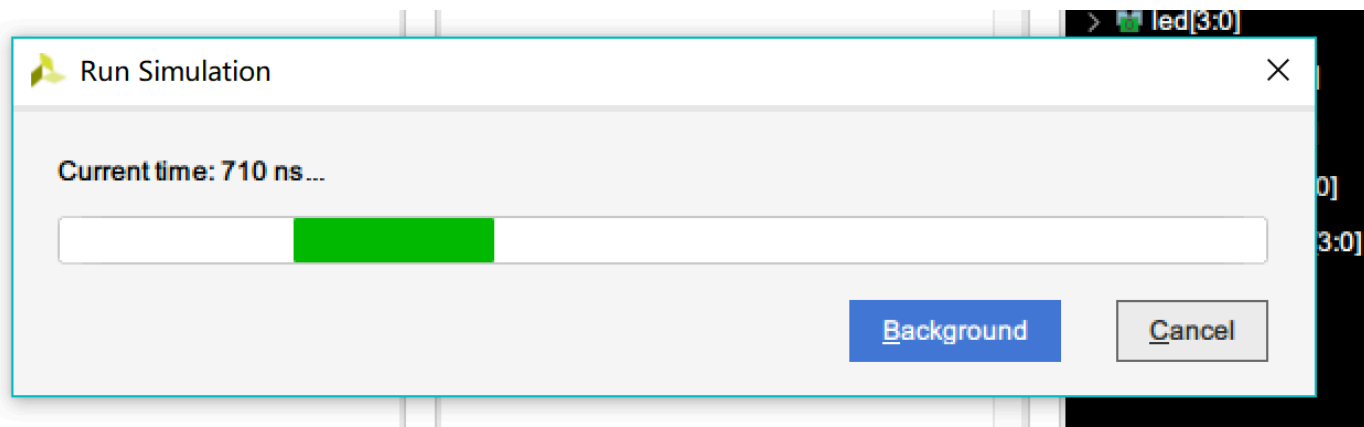 led[3:0]
Run Simulation
Current time: 710 ns...
0]
[3:0]
Background
Cancel